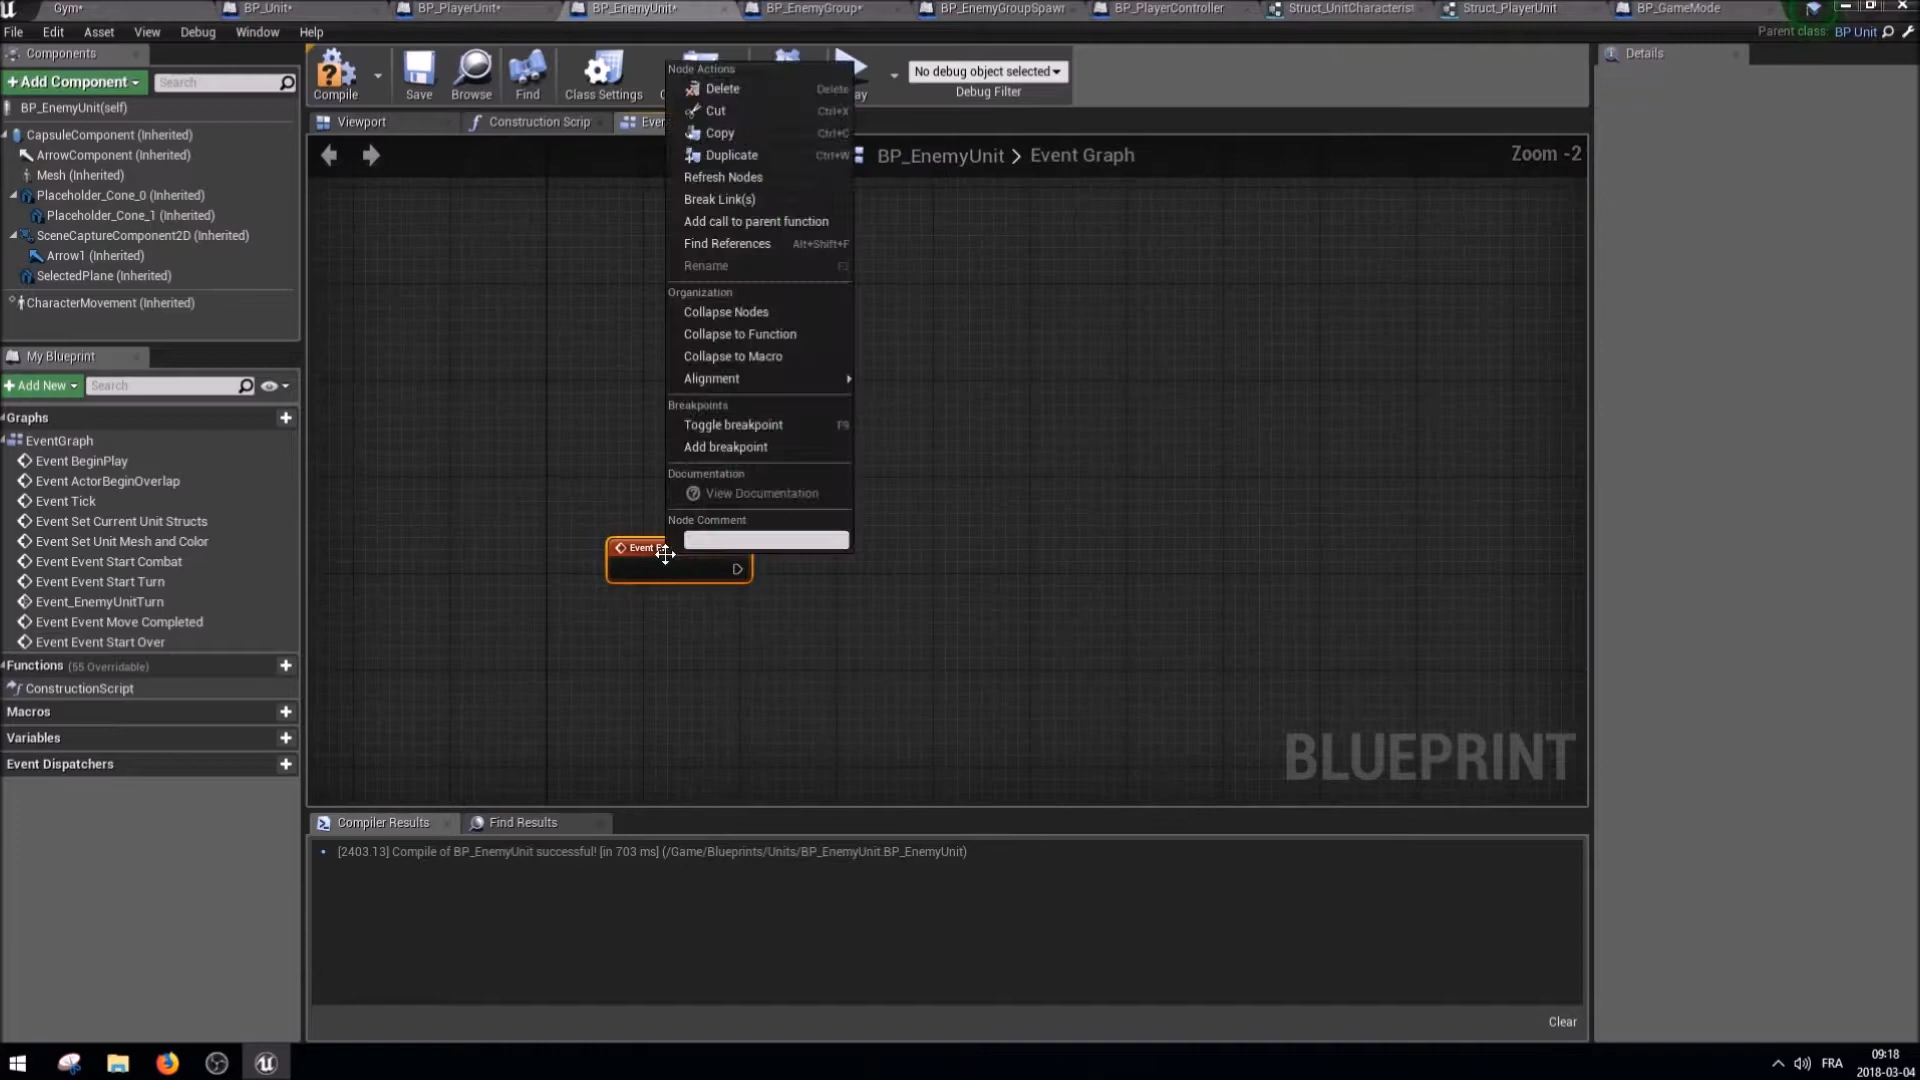 Gym*
BP_Unit*
BP_PlayerUnit*
BP_EnemyUnit*
BP_EnemyGroup*
BP_EnemyGroupSpawn
BP_PlayerController
Struct_UnitCharacterist
Struct_PlayerUnit
BP_GameMode
File Edit Asset View Debug Window Help
Parent class: BP Unit
Components
+Add Component
Search
BP_EnemyUnit(self)
CapsuleComponent (Inherited)
ArrowComponent (Inherited)
Mesh (Inherited)
Placeholder_Cone_0 (Inherited)
Placeholder_Cone_1 (Inherited)
SceneCaptureComponent2D (Inherited)
Arrow1 (Inherited)
SelectedPlane (Inherited)
CharacterMovement (Inherited)
My Blueprint
+Add New
Search
Graphs
EventGraph
Event BeginPlay
Event ActorBeginOverlap
Event Tick
Event Set Current Unit Structs
Event Set Unit Mesh and Color
Event Event Start Combat
Event Event Start Turn
Event_EnemyUnitTurn
Event Event Move Completed
Event Event Start Over
Functions (55 Overridable)
ConstructionScript
Macros
Variables
Event Dispatchers
Compile
Save
Browse
Find
Class Settings
No debug object selected
Debug Filter
Viewport
Construction Scrip
BP_EnemyUnit > Event Graph
Zoom -2
Node Actions
Delete Delete
Cut Ctrl+X
Copy Ctrl+C
Duplicate Ctrl+W
Refresh Nodes
Break Link(s)
Add call to parent function
Find References Alt+Shift+F
Rename F2
Organization
Collapse Nodes
Collapse to Function
Collapse to Macro
Alignment
Breakpoints
Toggle breakpoint F9
Add breakpoint
Documentation
View Documentation
Node Comment
Event
BLUEPRINT
Compiler Results
Find Results
[2403.13] Compile of BP_EnemyUnit successful! [in 703 ms] (/Game/Blueprints/Units/BP_EnemyUnit.BP_EnemyUnit)
Clear
Details
FRA
09:18
2018-03-04